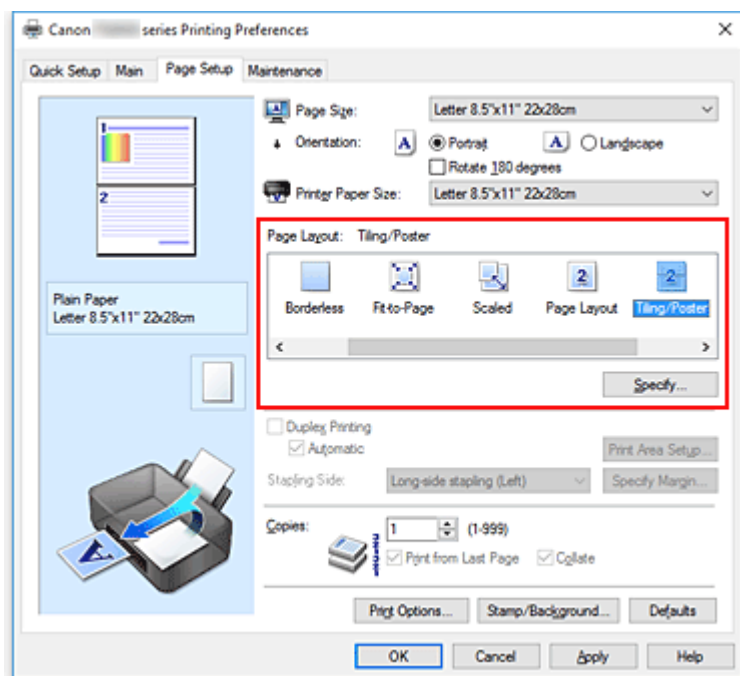 Canon series Printing Preferences
Quick Setup Main Page Setup Maintenance
1
2
Plain Paper
Letter 8.5"x11" 22x28cm
Page Size: Letter 8.5"x11" 22x28cm
Orientation: A Portrait A Landscape
Rotate 180 degrees
Printer Paper Size: Letter 8.5"x11" 22x28cm
Page Layout: Tiling/Poster
2 2
Borderless Fit-to-Page Scaled Page Layout Tiling/Poster
Specify...
Duplex Printing
Automatic Print Area Setup...
Stapling Side: Long-side stapling (Left) Specify Margin...
Copies: 1 (1-999)
Print from Last Page Collate
A
Print Options... Stamp/Background... Defaults
OK Cancel Apply Help